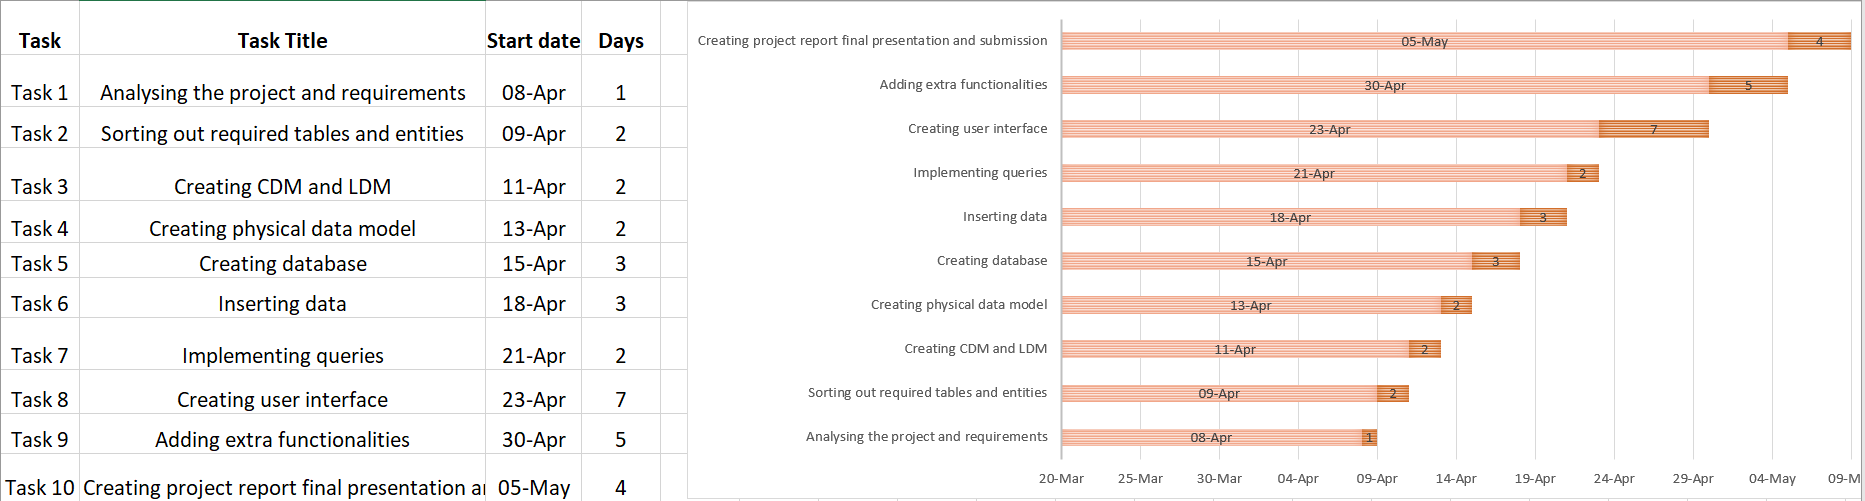 Task Task Title Start date Days
Task 1 Analysing the project and requirements 08-Apr 1
Task 2 Sorting out required tables and entities 09-Apr 2
Task 3 Creating CDM and LDM 11-Apr 2
Task 4 Creating physical data model 13-Apr 2
Task 5 Creating database 15-Apr 3
Task 6 Inserting data 18-Apr 3
Task 7 Implementing queries 21-Apr 2
Task 8 Creating user interface 23-Apr 7
Task 9 Adding extra functionalities 30-Apr 5
Task 10 Creating project report final presentation ar 05-May 4
Creating project report final presentation and submission 05-May 4
Adding extra functionalities 30-Apr 5
Creating user interface 23-Apr 7
Implementing queries 21-Apr 2
Inserting data 18-Apr 3
Creating database 15-Apr 3
Creating physical data model 13-Apr 2
Creating CDM and LDM 11-Apr 2
Sorting out required tables and entities 09-Apr 2
Analysing the project and requirements 08-Apr 1
20-Mar 25-Mar 30-Mar 04-Apr 09-Apr 14-Apr 19-Apr 24-Apr 29-Apr 04-May 09-M